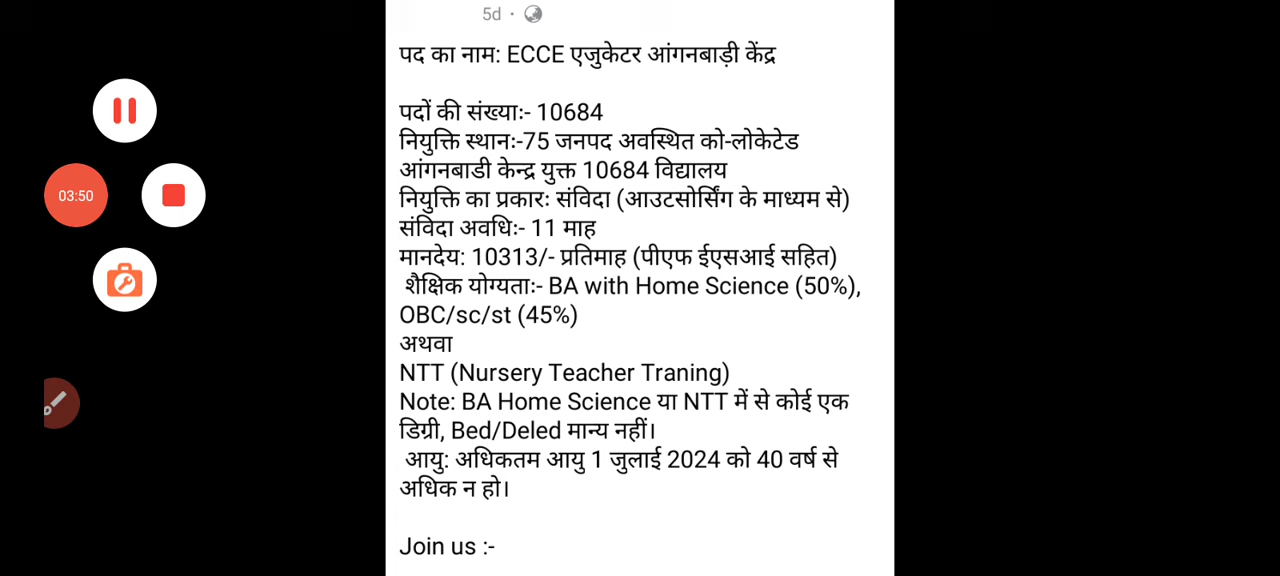 5d ·
पद का नाम: ECCE एजुकेटर आंगनबाड़ी केंद्र
पदों की संख्याः- 10684
नियुक्ति स्थानः-75 जनपद अवस्थित को-लोकेटेड
आंगनबाडी केन्द्र युक्त 10684 विद्यालय
नियुक्ति का प्रकारः संविदा (आउटसोर्सिंग के माध्यम से)
संविदा अवधिः- 11 माह
मानदेय: 10313/- प्रतिमाह (पीएफ ईएसआई सहित)
शैक्षिक योग्यताः- BA with Home Science (50%),
OBC/sc/st (45%)
अथवा
NTT (Nursery Teacher Traning)
Note: BA Home Science या NTT में से कोई एक
डिग्री, Bed/Deled मान्य नहीं।
आयु: अधिकतम आयु 1 जुलाई 2024 को 40 वर्ष से
अधिक न हो।
Join us :-
03:50